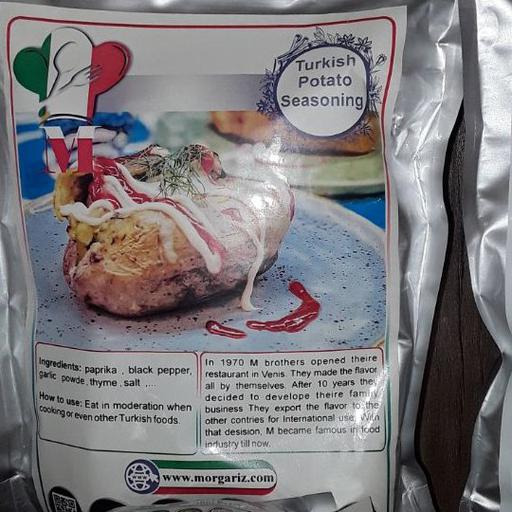 Turkish
Potato
Seasoning
M
Ingredients: paprika , black pepper,
garlic powde, thyme , salt ,...
How to use: Eat in moderation when
cooking or even other Turkish foods.
In 1970 M brothers opened theire
restaurant in Venis. They made the flavor
all by themselves. After 10 years they
decided to develope theire family
business They export the flavor to the
other contries for International use. With
that desision, M became famous in food
industry till now.
www.morgariz.com